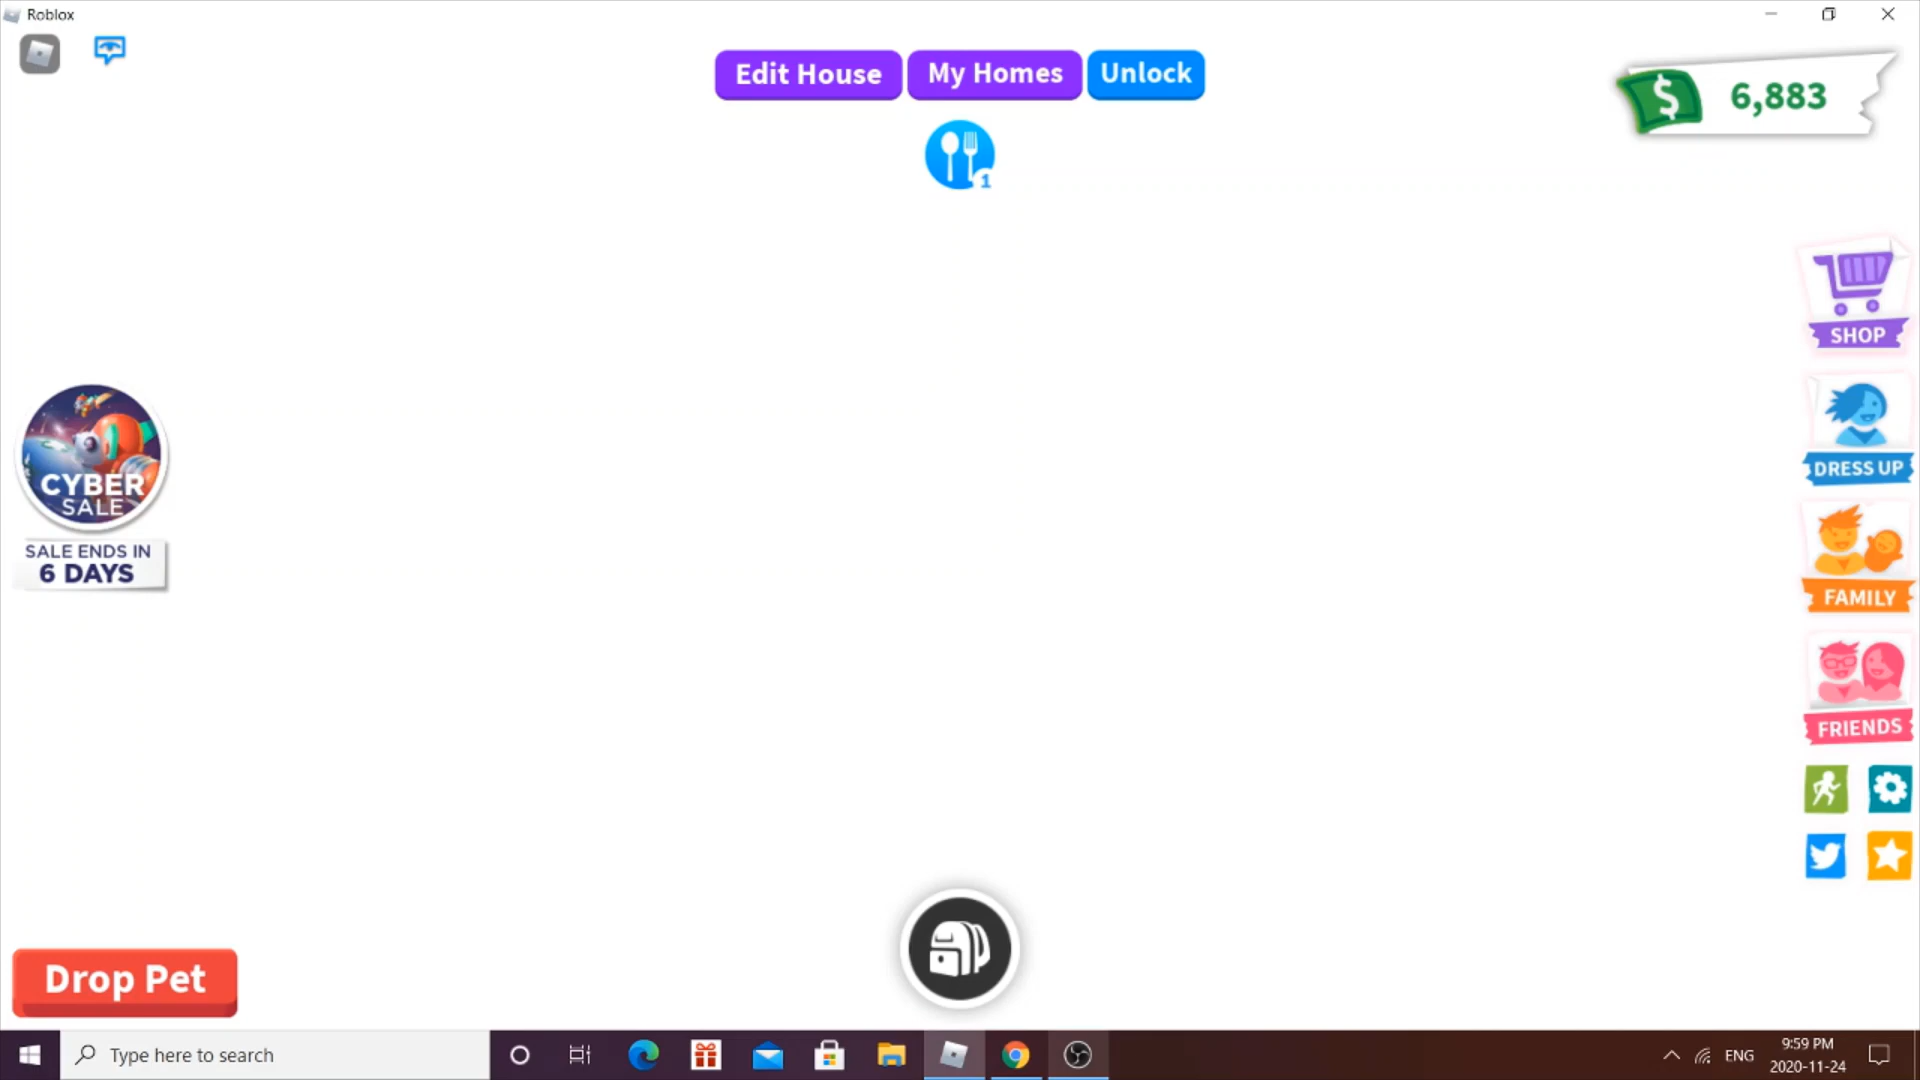 Roblox
Edit House
My Homes
Unlock
$
6,883
1
SHOP
DRESS UP
CYBER
SALE
SALE ENDS IN
6 DAYS
FAMILY
FRIENDS
Drop Pet
Type here to search
ENG
9:59 PM
2020-11-24